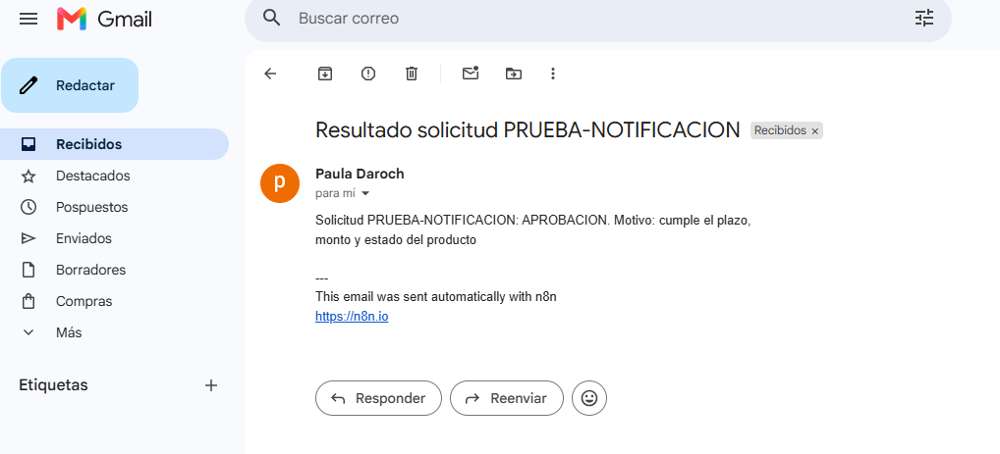 Gmail
Buscar correo
Redactar
Recibidos
Destacados
Pospuestos
Enviados
Borradores
Compras
Más
Etiquetas
Resultado solicitud PRUEBA-NOTIFICACION
Recibidos ×
p
Paula Daroch
para mí
Solicitud PRUEBA-NOTIFICACION: APROBACION. Motivo: cumple el plazo,
monto y estado del producto
---
This email was sent automatically with n8n
https://n8n.io
Responder
Reenviar